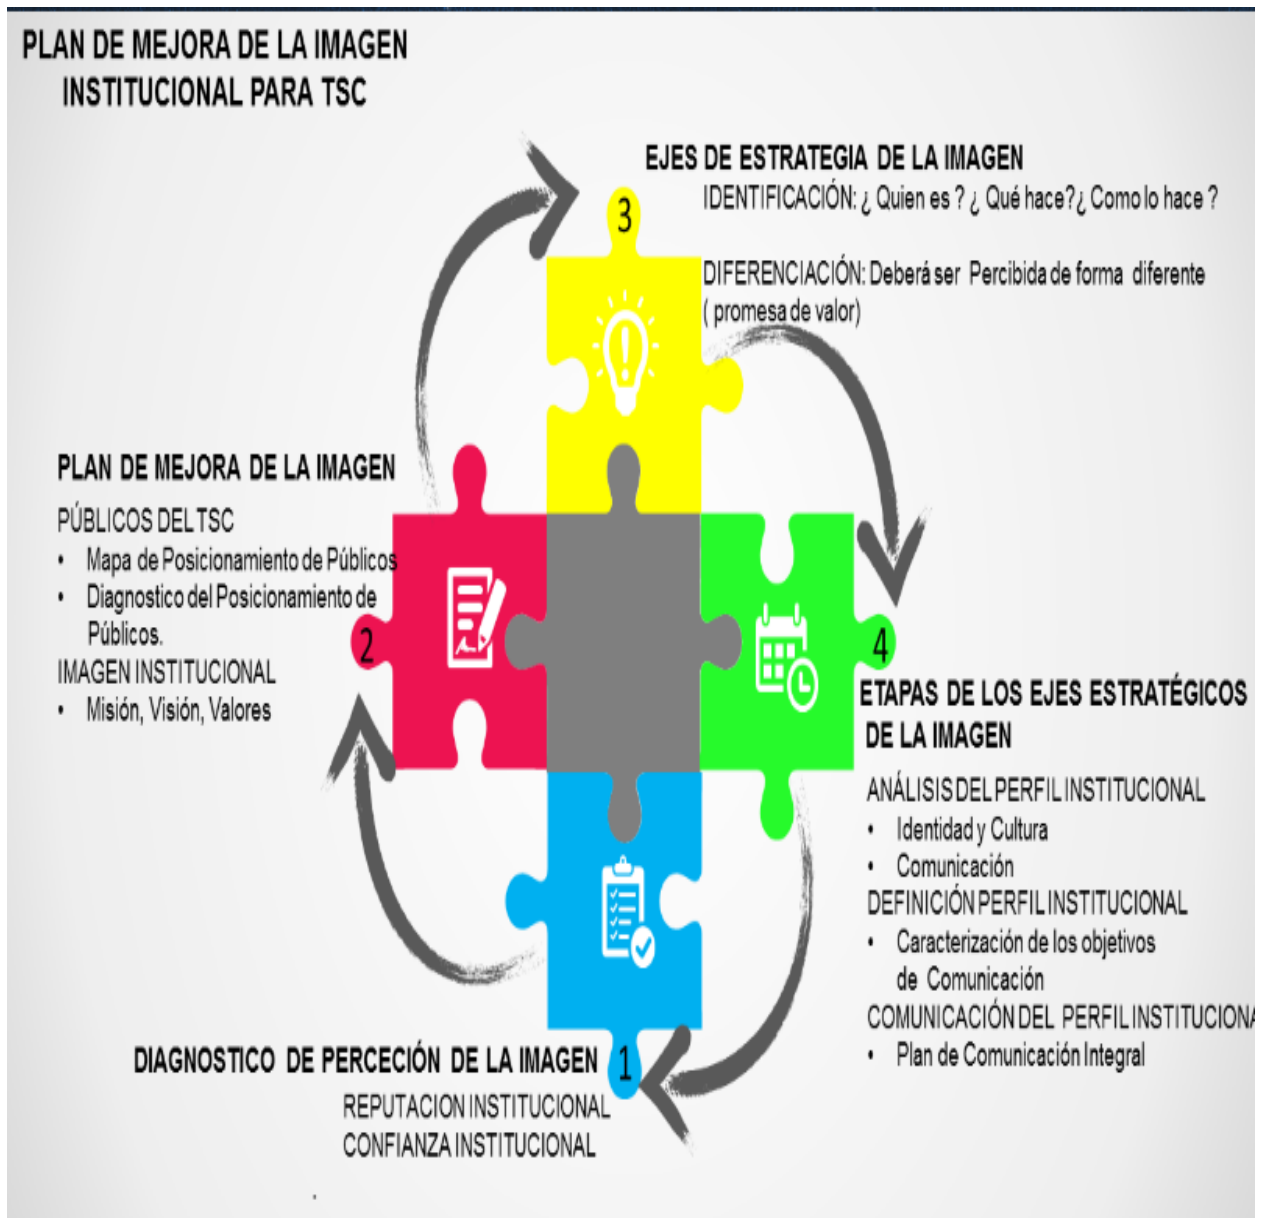 PLAN DE MEJORA DE LA IMAGEN
INSTITUCIONAL PARA TSC
EJES DE ESTRATEGIA DE LA IMAGEN
IDENTIFICACIÓN: ¿ Quien es ? ¿ Qué hace?¿ Como lo hace ?
3
DIFERENCIACIÓN: Deberá ser Percibida de forma diferente
( promesa de valor)
PLAN DE MEJORA DE LA IMAGEN
PÚBLICOS DEL TSC
• Mapa de Posicionamiento de Públicos
• Diagnostico del Posicionamiento de
Públicos.
IMAGEN INSTITUCIONAL
• Misión, Visión, Valores
2
4
ETAPAS DE LOS EJES ESTRATÉGICOS
DE LA IMAGEN
ANÁLISIS DEL PERFIL INSTITUCIONAL
• Identidad y Cultura
• Comunicación
DEFINICIÓN PERFIL INSTITUCIONAL
• Caracterización de los objetivos
de Comunicación
COMUNICACIÓN DEL PERFIL INSTITUCIONA
• Plan de Comunicación Integral
DIAGNOSTICO DE PERCECIÓN DE LA IMAGEN
1
REPUTACION INSTITUCIONAL
CONFIANZA INSTITUCIONAL